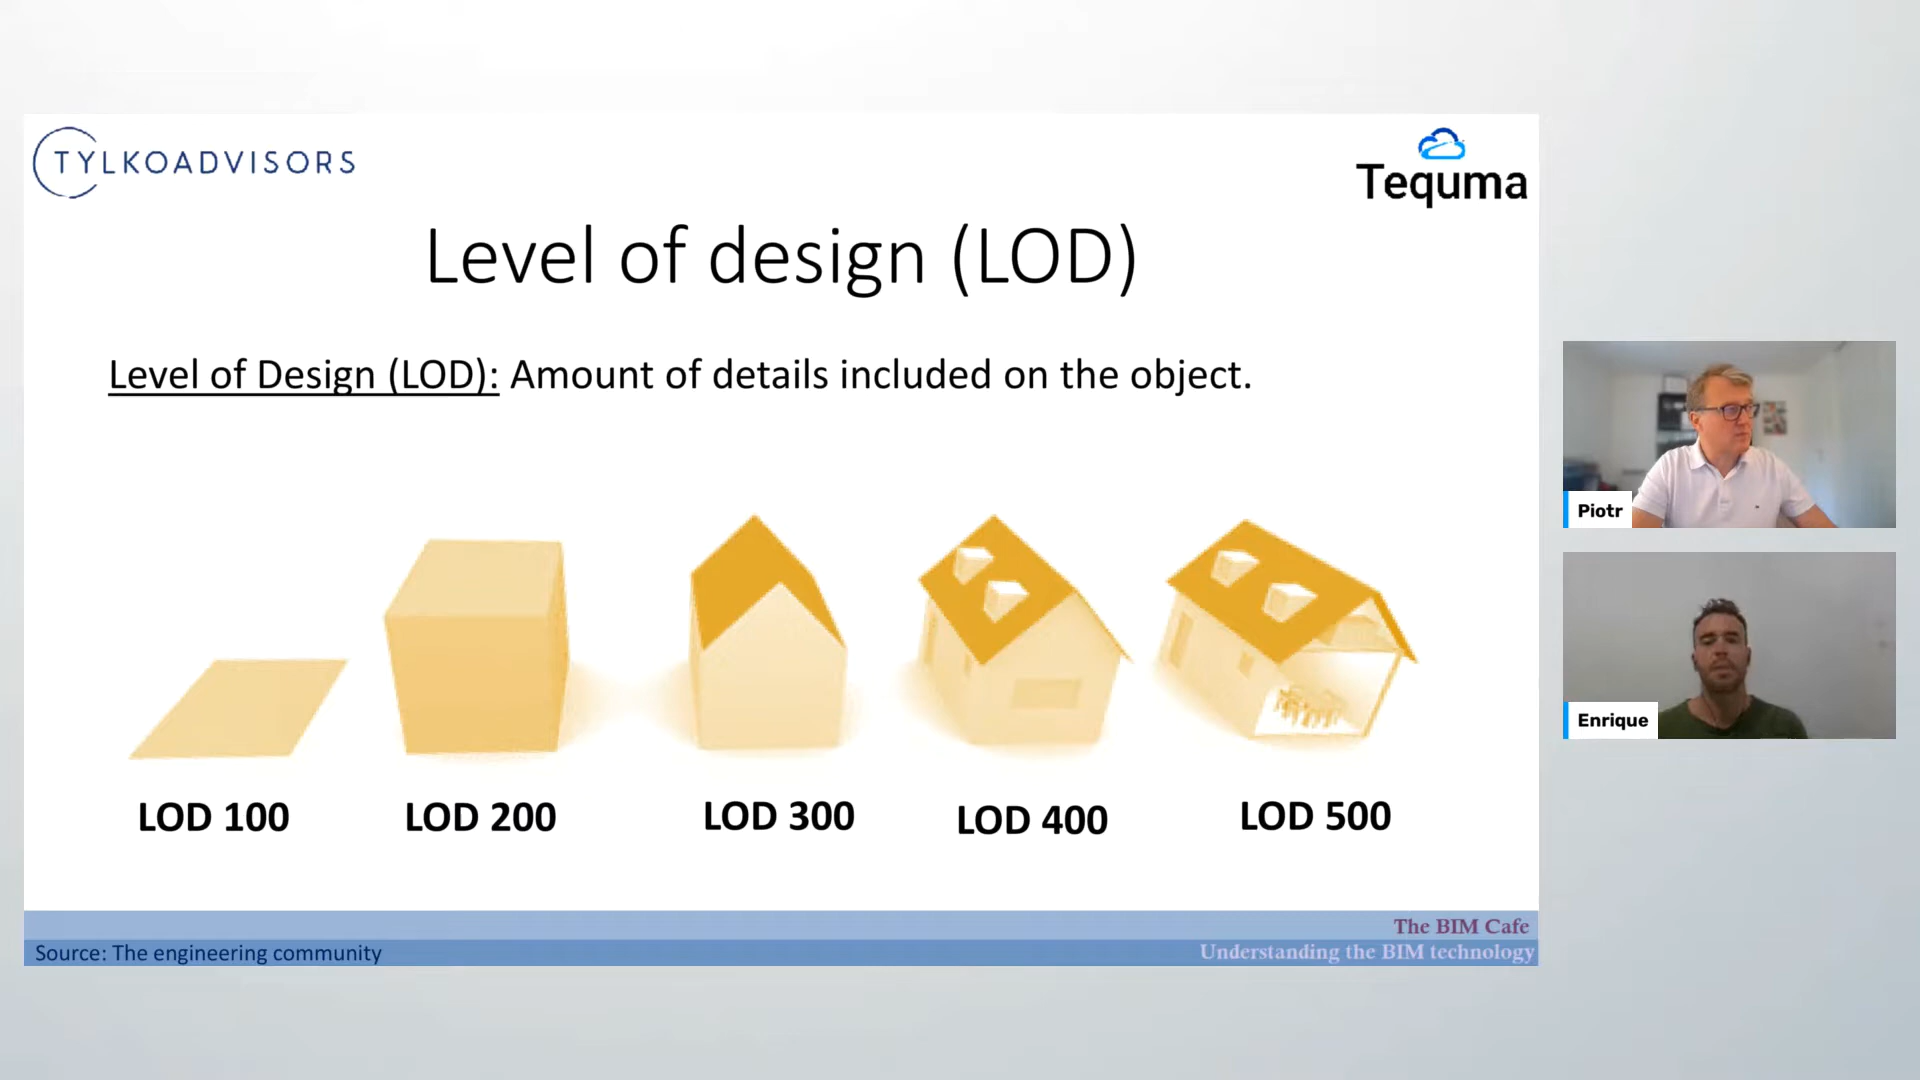 TYLKOADVISORS
Tequma
Level of design (LOD)
Level of Design (LOD): Amount of details included on the object.
LOD 100
LOD 200
LOD 300
LOD 400
LOD 500
The BIM Cafe
Source: The engineering community
Understanding the BIM technology
Piotr
Enrique